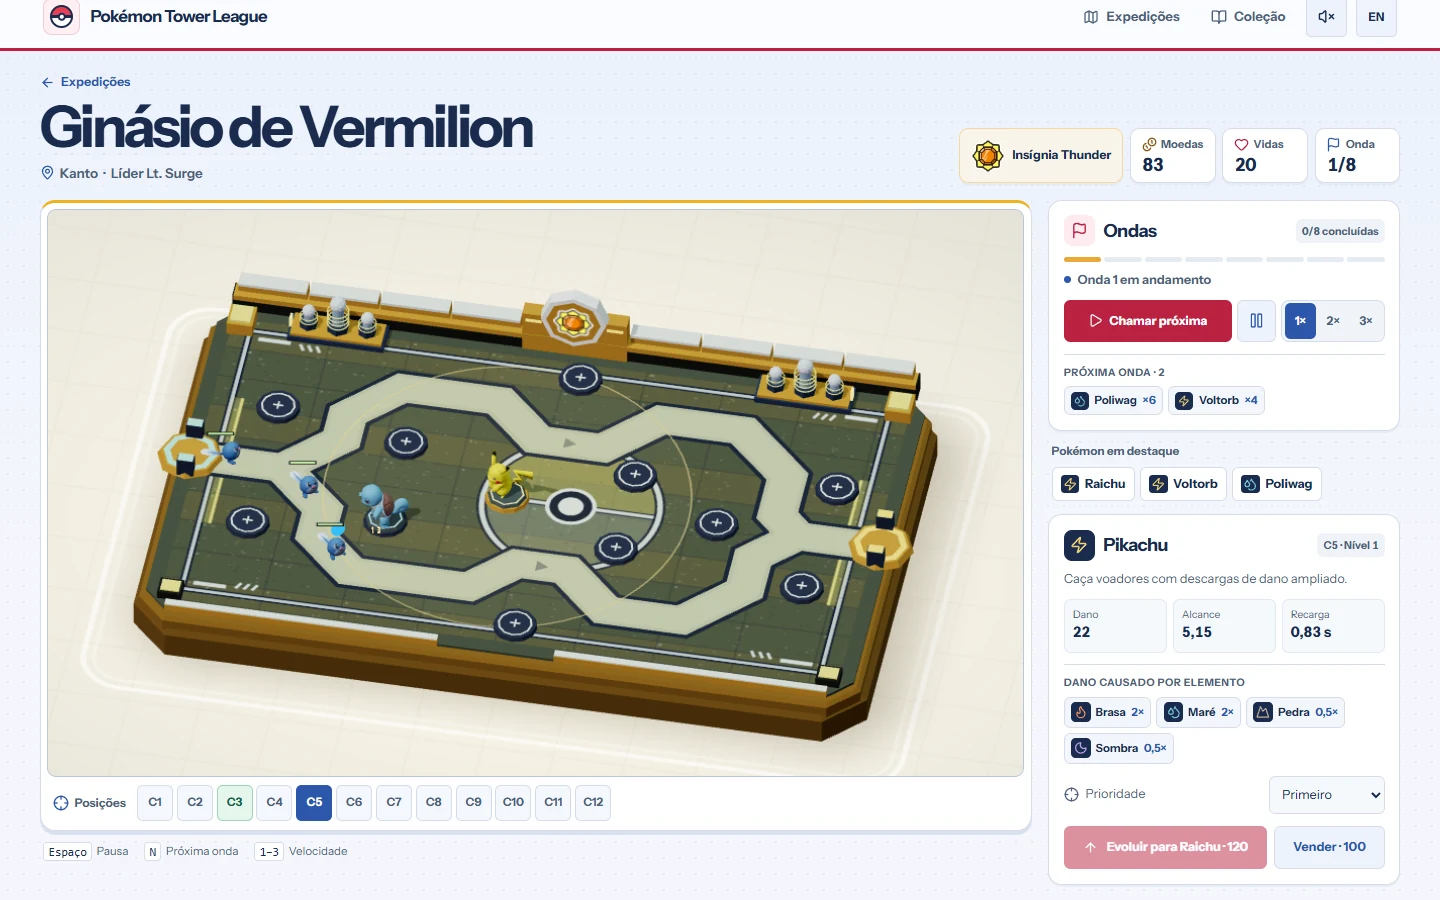 Pokémon Tower League
Expedições
Coleção
EN
Expedições
Ginásio de Vermilion
Kanto · Líder Lt. Surge
Insígnia Thunder
Moedas
83
Vidas
20
Onda
1/8
Ondas
0/8 concluídas
Onda 1 em andamento
Chamar próxima
1×
2×
3×
PRÓXIMA ONDA · 2
Poliwag ×6
Voltorb ×4
Pokémon em destaque
Raichu
Voltorb
Poliwag
Pikachu
C5 · Nível 1
Caça voadores com descargas de dano ampliado.
Dano
22
Alcance
5,15
Recarga
0,83 s
DANO CAUSADO POR ELEMENTO
Brasa 2×
Maré 2×
Pedra 0,5×
Sombra 0,5×
Prioridade
Primeiro
Evoluir para Raichu · 120
Vender · 100
Posições
C1
C2
C3
C4
C5
C6
C7
C8
C9
C10
C11
C12
Espaço Pausa
N Próxima onda
1–3 Velocidade